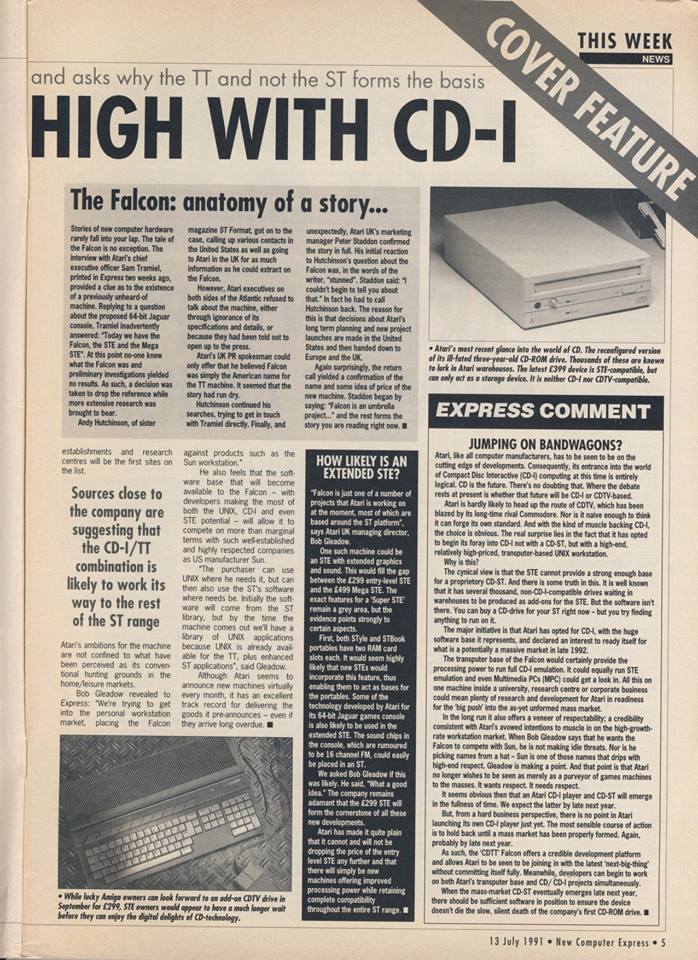 THIS WEEK
NEWS
COVER FEATURE
and asks why the TT and not the ST forms the basis
HIGH WITH CD-I
The Falcon: anatomy of a story...
Stories of new computer hardware
rarely fall into your lap. The tale of
the Falcon is no exception. The
interview with Atari's chief
executive officer Sam Tramiel,
printed in Express two weeks ago,
provided a clue as to the existence
of a previously unheard-of
machine. Replying to a question
about the proposed 64-bit Jaguar
console, Tramiel inadvertently
answered: "Today we have the
Falcon, the STE and the Mega
STE". At this point no-one knew
what the Falcon was and
preliminary investigations yielded
no results. As such, a decision was
taken to drop the reference while
more extensive research was
brought to bear.
Andy Hutchinson, of sister
magazine ST Format, got on to the
case, calling up various contacts in
the United States as well as going
to Atari in the UK for as much
information as he could extract on
the Falcon.
However, Atari executives on
both sides of the Atlantic refused to
talk about the machine, either
through ignorance of its
specifications and details, or
because they had been told not to
open up to the press.
Atari's UK PR spokesman could
only offer that he believed Falcon
was simply the American name for
the TT machine. It seemed that the
story had run dry.
Hutchinson continued his
searches, trying to get in touch
with Tramiel directly. Finally, and
unexpectedly, Atari UK's marketing
manager Peter Staddon confirmed
the story in full. His initial reaction
to Hutchinson's question about the
Falcon was, in the words of the
writer, "stunned". Staddon said: "I
couldn't begin to tell you about
that." In fact he had to call
Hutchinson back. The reason for
this is that decisions about Atari's
long term planning and new project
launches are made in the United
States and then handed down to
Europe and the UK.
Again surprisingly, the return
call yielded a confirmation of the
name and some idea of price of the
new machine. Staddon began by
saying: "Falcon is an umbrella
project..." and the rest forms the
story you are reading right now. ■
• Atari's most recent glance into the world of CD. The reconfigured version
of its ill-fated three-year-old CD-ROM drive. Thousands of these are known
to lurk in Atari warehouses. The latest £399 device is STE-compatible, but
can only act as a storage device. It is neither CD-I nor CDTV-compatible.
establishments and research
centres will be the first sites on
the list.
Sources close to
the company are
suggesting that
the CD-I/TT
combination is
likely to work its
way to the rest
of the ST range
Atari's ambitions for the machine
are not confined to what have
been perceived as its conven-
tional hunting grounds in the
home/leisure markets.
Bob Gleadow revealed to
Express: "We're trying to get
into the personal workstation
market, placing the Falcon
against products such as the
Sun workstation."
He also feels that the soft-
ware base that will become
available to the Falcon – with
developers making the most of
both the UNIX, CD-I and even
STE potential – will allow it to
compete on more than marginal
terms with such well-established
and highly respected companies
as US manufacturer Sun.
"The purchaser can use
UNIX where he needs it, but can
then also use the ST's software
where needs be. Initially the soft-
ware will come from the ST
library, but by the time the
machine comes out we'll have a
library of UNIX applications
because UNIX is already avail-
able for the TT, plus enhanced
ST applications", said Gleadow.
Although Atari seems to
announce new machines virtually
every month, it has an excellent
track record for delivering the
goods it pre-announces – even if
they arrive long overdue. ■
• While lucky Amiga owners can look forward to an add-on CDTV drive in
September for £299, STE owners would appear to have a much longer wait
before they can enjoy the digital delights of CD-technology.
HOW LIKELY IS AN
EXTENDED STE?
"Falcon is just one of a number of
projects that Atari is working on
at the moment, most of which are
based around the ST platform",
says Atari UK managing director,
Bob Gleadow.
One such machine could be
an STE with extended graphics
and sound. This would fill the gap
between the £299 entry-level STE
and the £499 Mega STE. The
exact features for a 'Super STE'
remain a grey area, but the
evidence points strongly to
certain aspects.
First, both STyle and STBook
portables have two RAM card
slots each. It would seem highly
likely that new STEs would
incorporate this feature, thus
enabling them to act as bases for
the portables. Some of the
technology developed by Atari for
its 64-bit Jaguar games console
is also likely to be used in the
extended STE. The sound chips in
the console, which are rumoured
to be 16 channel FM, could easily
be placed in an ST.
We asked Bob Gleadow if this
was likely. He said, "What a good
idea." The company remains
adamant that the £299 STE will
form the cornerstone of all these
new developments.
Atari has made it quite plain
that it cannot and will not be
dropping the price of the entry
level STE any further and that
there will simply be new
machines offering improved
processing power while retaining
complete compatibility
throughout the entire ST range. ■
EXPRESS COMMENT
JUMPING ON BANDWAGONS?
Atari, like all computer manufacturers, has to be seen to be on the
cutting edge of developments. Consequently, its entrance into the world
of Compact Disc Interactive (CD-I) computing at this time is entirely
logical. CD is the future. There's no doubting that. Where the debate
rests at present is whether that future will be CD-I or CDTV-based.
Atari is hardly likely to head up the route of CDTV, which has been
blazed by its long-time rival Commodore. Nor is it naive enough to think
it can forge its own standard. And with the kind of muscle backing CD-I,
the choice is obvious. The real surprise lies in the fact that it has opted
to begin its foray into CD-I not with a CD-ST, but with a high-end,
relatively high-priced, transputer-based UNIX workstation.
Why is this?
The cynical view is that the STE cannot provide a strong enough base
for a proprietory CD-ST. And there is some truth in this. It is well known
that it has several thousand, non-CD-I-compatible drives waiting in
warehouses to be produced as add-ons for the STE. But the software isn't
there. You can buy a CD-drive for your ST right now – but you try finding
anything to run on it.
The major initiative is that Atari has opted for CD-I, with the huge
software base it represents, and declared an interest to ready itself for
what is a potentially a massive market in late 1992.
The transputer base of the Falcon would certainly provide the
processing power to run full CD-I emulation. It could equally run STE
emulation and even Multimedia PCs (MPC) could get a look in. All this on
one machine inside a university, research centre or corporate business
could mean plenty of research and development for Atari in readiness
for the 'big push' into the as-yet unformed mass market.
In the long run it also offers a veneer of respectability; a credibility
consistent with Atari's avowed intentions to muscle in on the high-growth-
rate workstation market. When Bob Gleadow says that he wants the
Falcon to compete with Sun, he is not making idle threats. Nor is he
picking names from a hat – Sun is one of those names that drips with
high-end respect. Gleadow is making a point. And that point is that Atari
no longer wishes to be seen as merely as a purveyor of games machines
to the masses. It wants respect. It needs respect.
It seems obvious then that an Atari CD-I player and CD-ST will emerge
in the fullness of time. We expect the latter by late next year.
But, from a hard business perspective, there is no point in Atari
launching its own CD-I player just yet. The most sensible course of action
is to hold back until a mass market has been properly formed. Again,
probably by late next year.
As such, the 'CDTT' Falcon offers a credible development platform
and allows Atari to be seen to be joining in with the latest 'next-big-thing'
without committing itself fully. Meanwhile, developers can begin to work
on both Atari's transputer base and CD/ CD-I projects simultaneously.
When the mass-market CD-ST eventually emerges late next year,
there should be sufficient software in position to ensure the device
doesn't die the slow, silent death of the company's first CD-ROM drive. ■
13 July 1991 • New Computer Express • 5